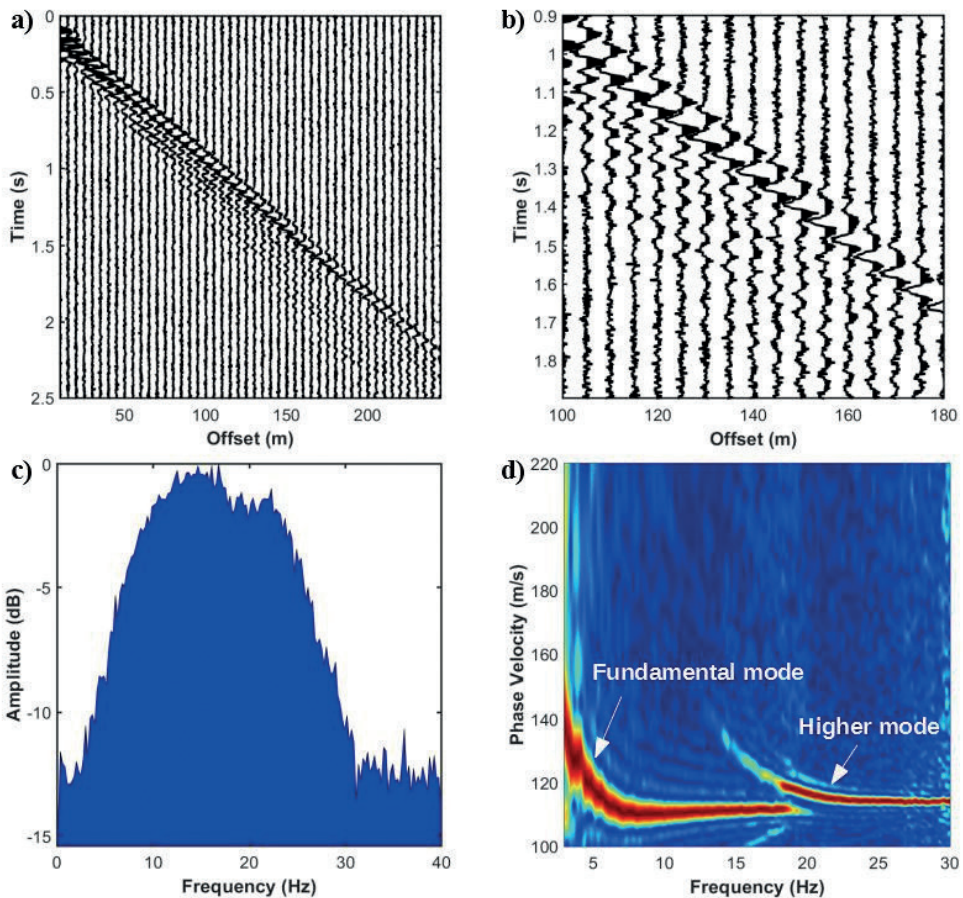 a)
0
0.5
1
1.5
2
2.5
Time (s)
50 100 150 200
Offset (m)
b)
0.9
1
1.1
1.2
1.3
1.4
1.5
1.6
1.7
1.8
Time (s)
100 120 140 160 180
Offset (m)
c)
0
-5
-10
-15
Amplitude (dB)
0 10 20 30 40
Frequency (Hz)
d)
220
200
180
160
140
120
100
Phase Velocity (m/s)
Fundamental mode
Higher mode
5 10 15 20 25 30
Frequency (Hz)